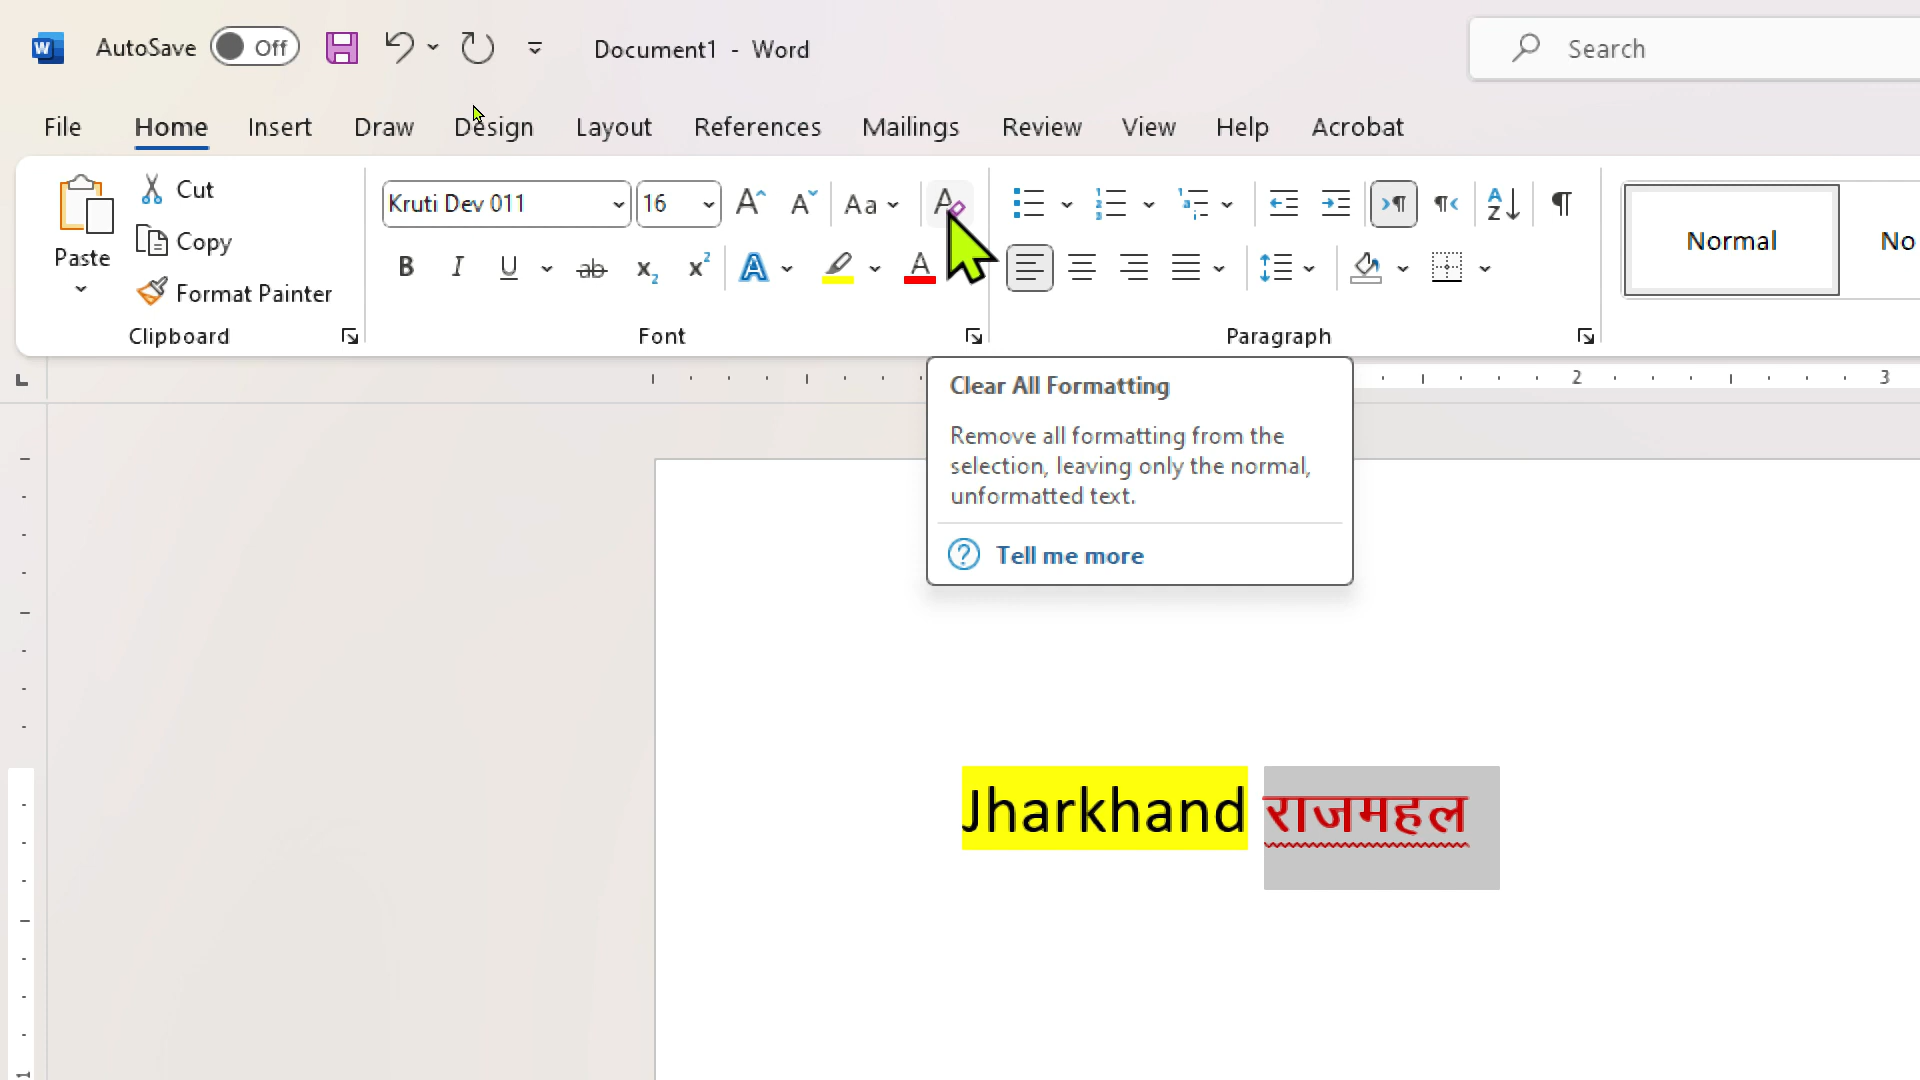 AutoSave Off Document1 - Word Search
File Home Insert Draw Design Layout References Mailings Review View Help Acrobat
Paste
Cut
Copy
Format Painter
Clipboard
Kruti Dev 011 16
Font
Paragraph
Normal
No
Clear All Formatting
Remove all formatting from the
selection, leaving only the normal,
unformatted text.
Tell me more
2 3
Jharkhand राजमहल
1